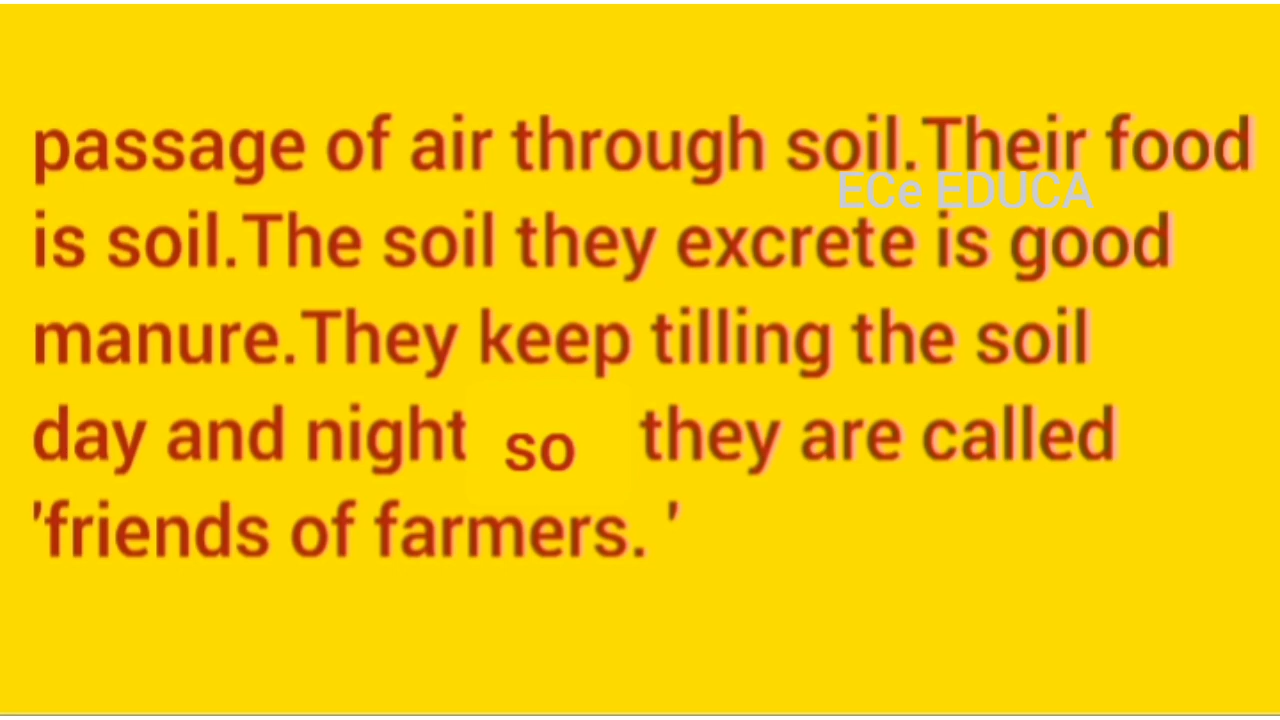 passage of air through soil.Their food
ECe EDUCA
is soil.The soil they excrete is good
manure.They keep tilling the soil
day and night so they are called
'friends of farmers. '